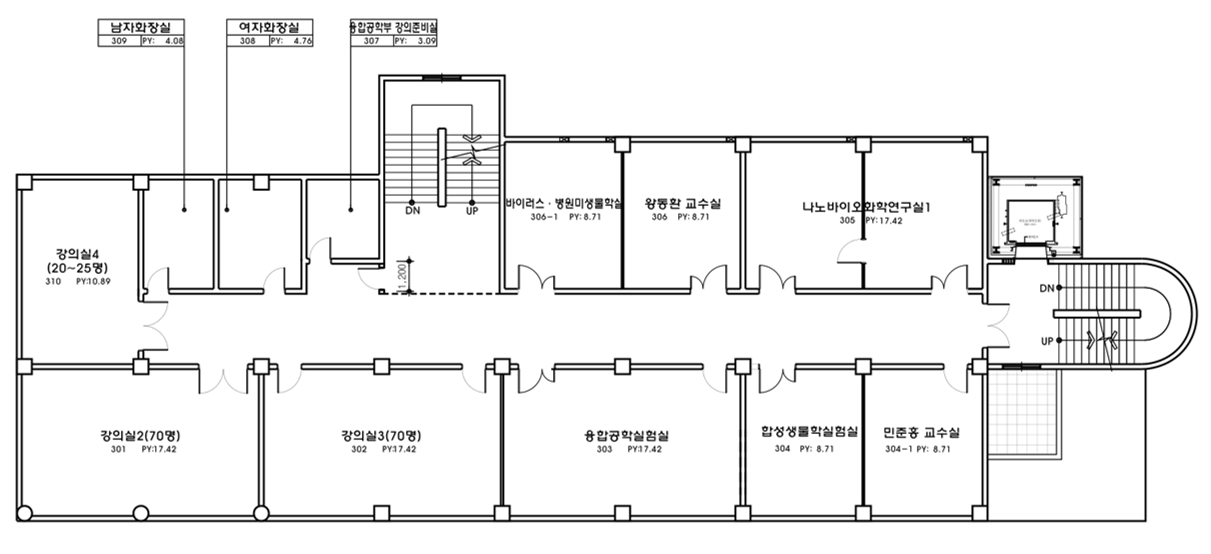 남자화장실
309 PY: 4.08
여자화장실
308 PY: 4.76
융합공학부 강의준비실
307 PY: 3.09
DN UP
1,200
바이러스·병원미생물학실
306-1 PY: 8.71
왕동환 교수실
306 PY: 8.71
나노바이오화학연구실1
305 PY:17.42
강의실4
(20~25명)
310 PY:10.89
DN
UP
강의실2(70명)
301 PY:17.42
강의실3(70명)
302 PY:17.42
융합공학실험실
303 PY:17.42
합성생물학실험실
304 PY: 8.71
민준홍 교수실
304-1 PY: 8.71